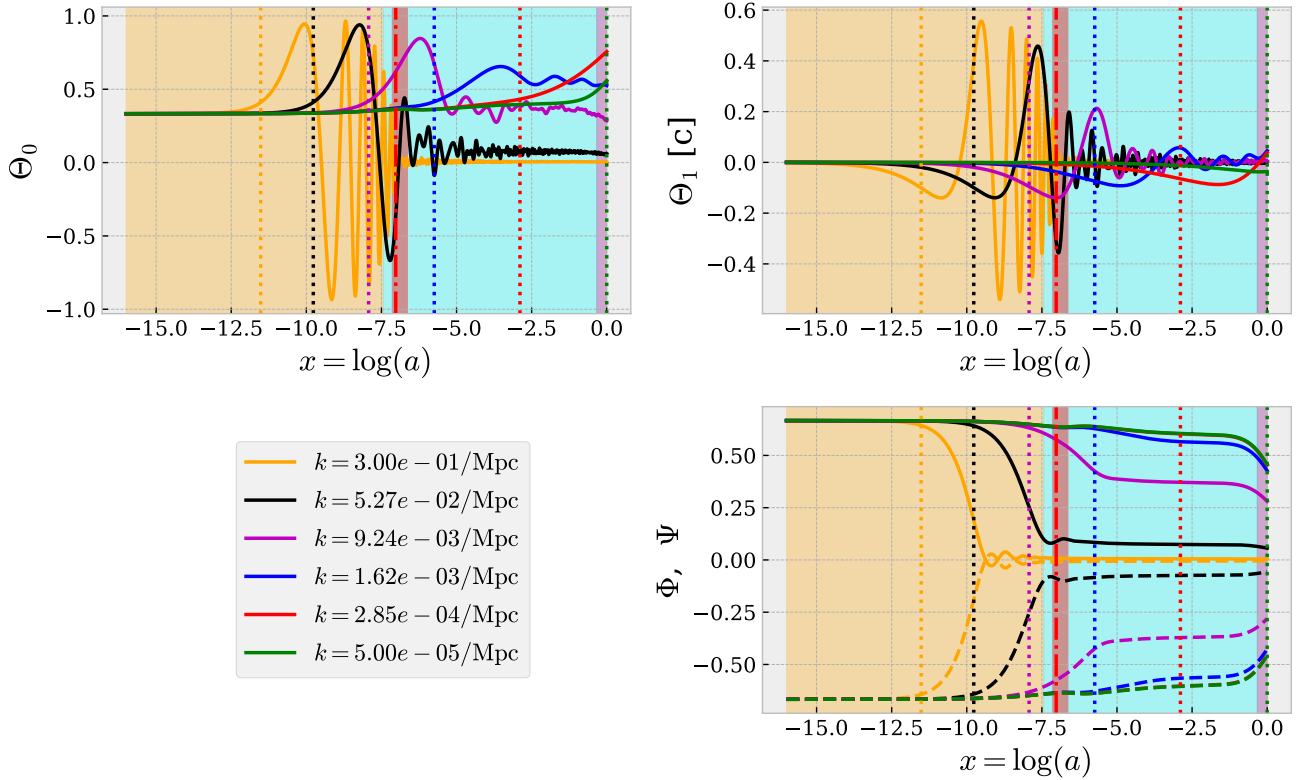 1.0
0.5
0.0
−0.5
−1.0
Θ₀
−15.0 −12.5 −10.0 −7.5 −5.0 −2.5 0.0
x = log(a)
0.6
0.4
0.2
0.0
−0.2
−0.4
Θ₁ [c]
−15.0 −12.5 −10.0 −7.5 −5.0 −2.5 0.0
x = log(a)
k = 3.00e − 01/Mpc
k = 5.27e − 02/Mpc
k = 9.24e − 03/Mpc
k = 1.62e − 03/Mpc
k = 2.85e − 04/Mpc
k = 5.00e − 05/Mpc
0.50
0.25
0.00
−0.25
−0.50
Φ, Ψ
−15.0 −12.5 −10.0 −7.5 −5.0 −2.5 0.0
x = log(a)